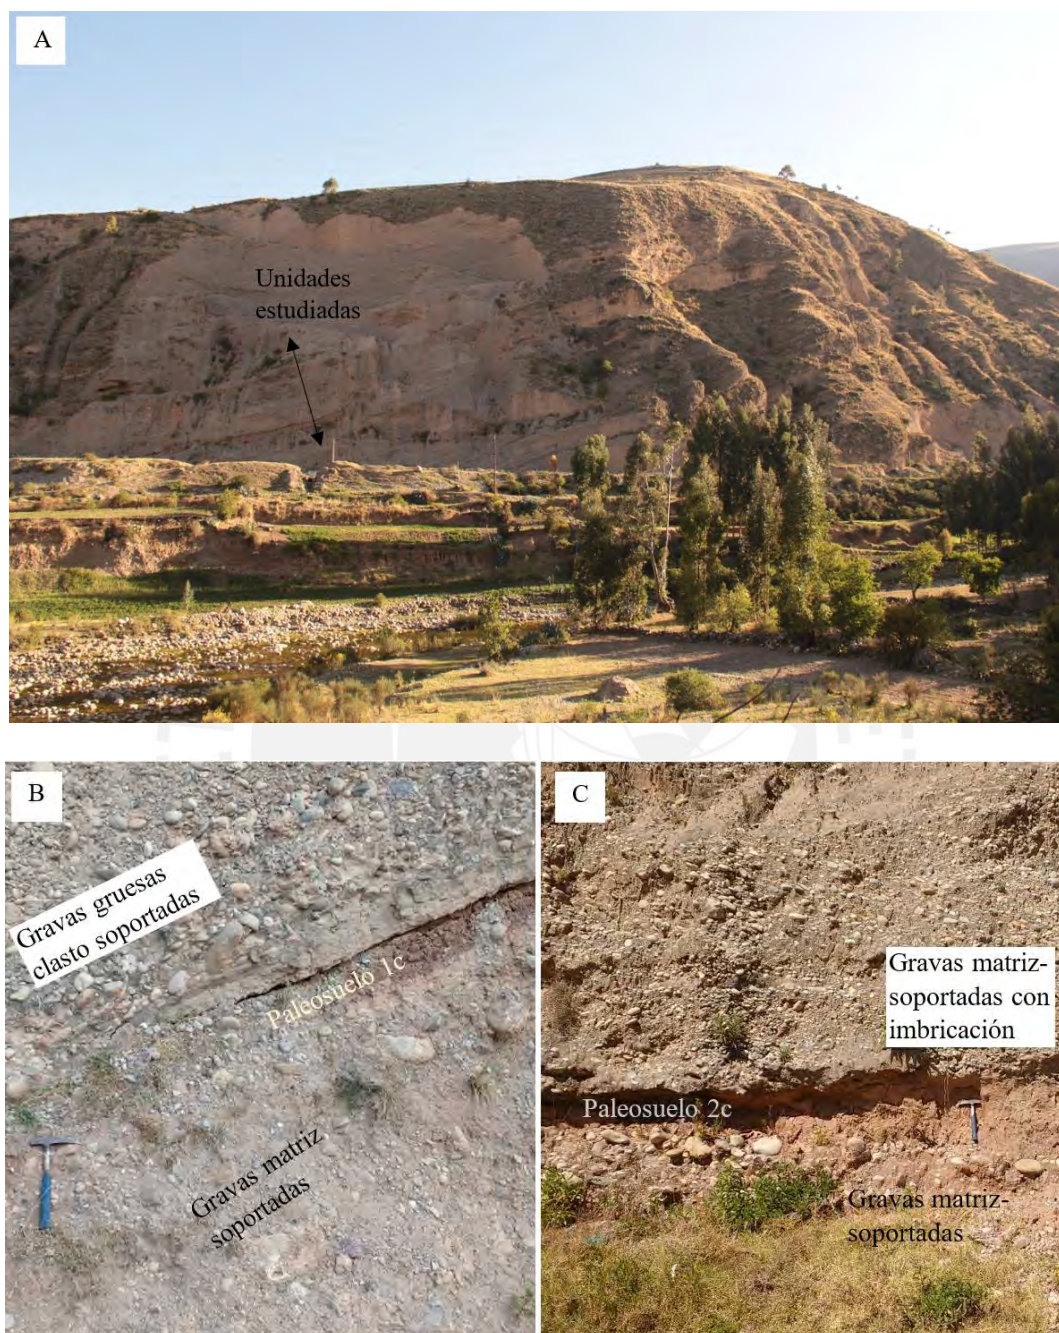 A
Unidades
estudiadas
B
Gravas gruesas
clasto soportadas
Paleosuelo 1c
Gravas matriz
soportadas
C
Gravas matriz-
soportadas con
imbricación
Paleosuelo 2c
Gravas matriz-
soportadas